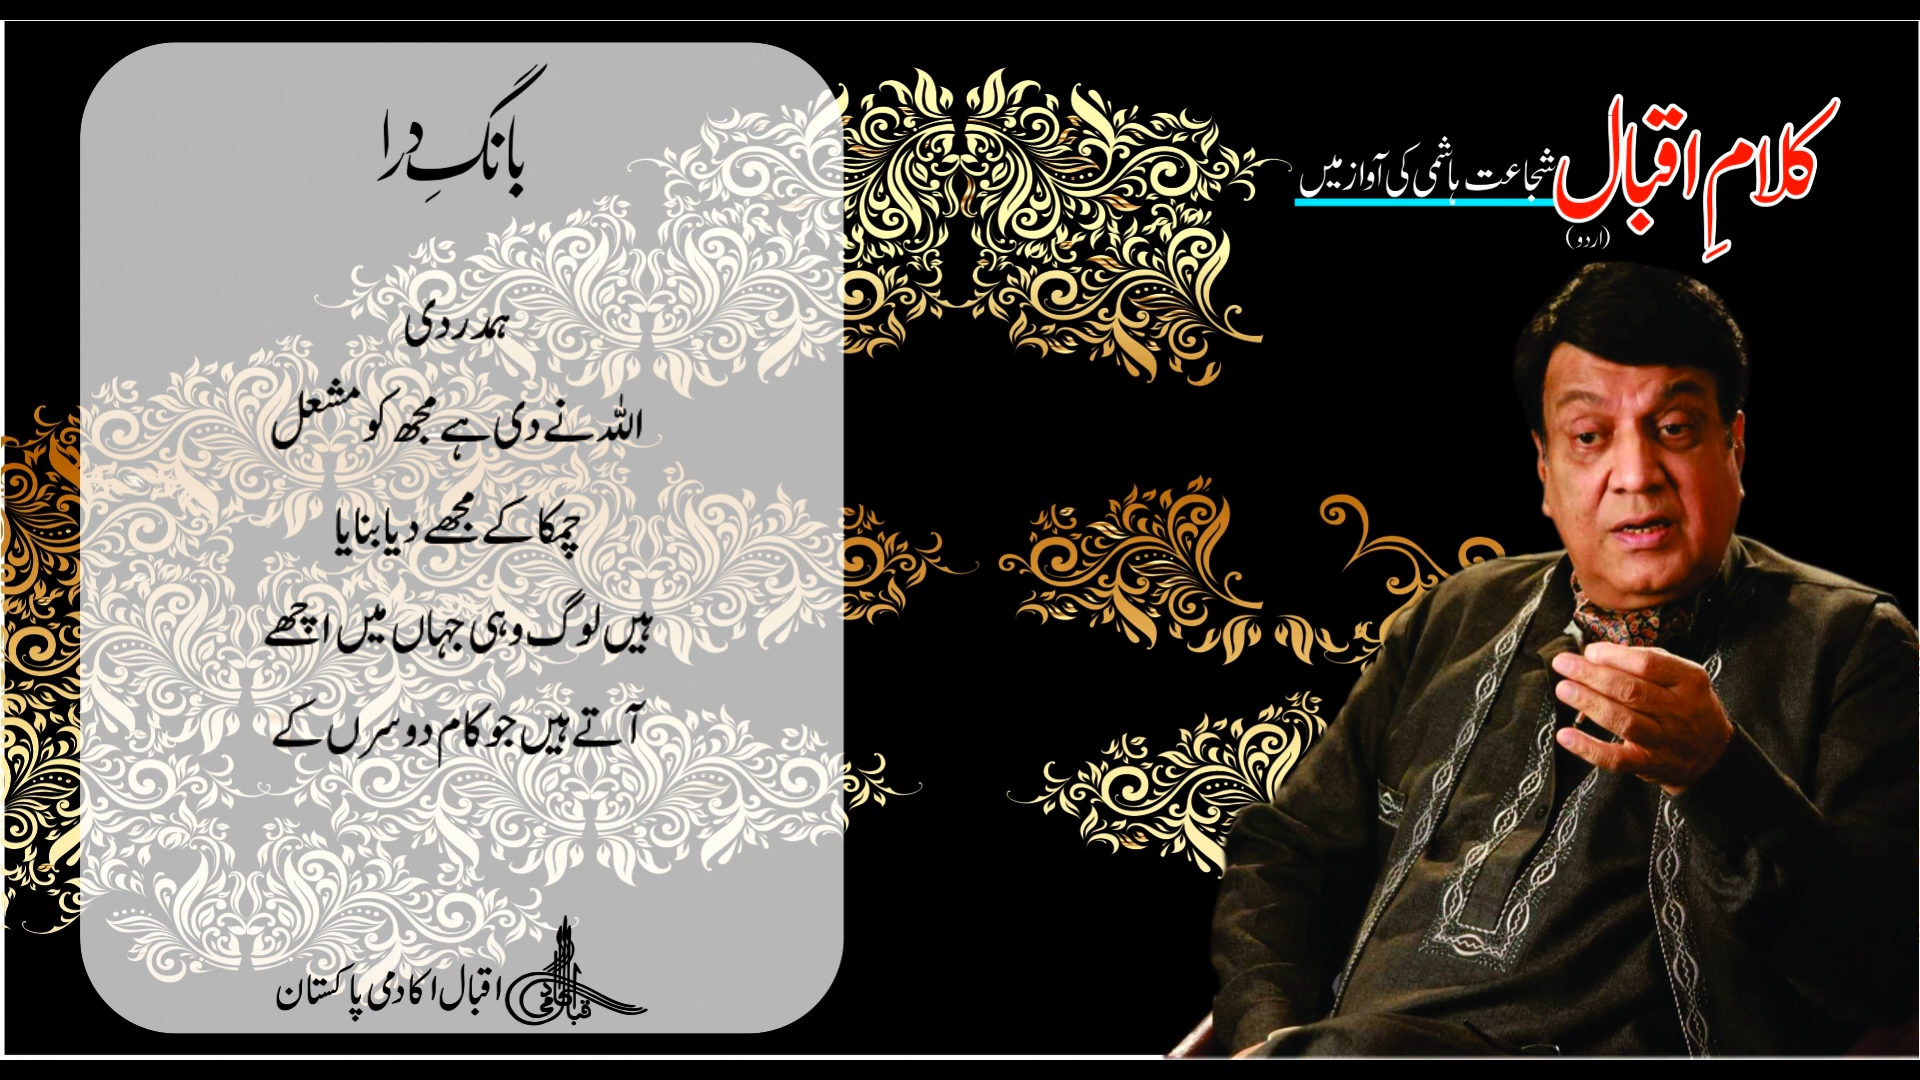 کلامِ اقبال شجاعت ہاشمی کی آواز میں
(اردو)
بانگِ درا
ہمدردی
اللہ نے دی ہے مجھ کو مشعل
چمکا کے مجھے دیا بنایا
ہیں لوگ وہی جہاں میں اچھے
آتے ہیں جو کام دوسرں کے
اقبال اکادمی پاکستان